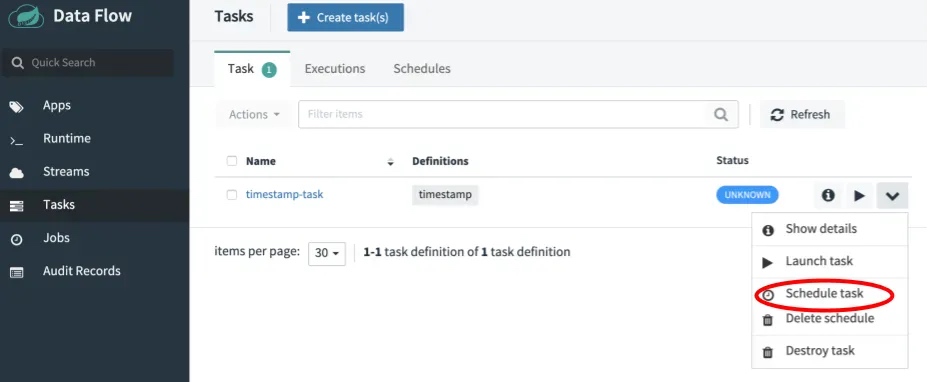 Data Flow
Quick Search
Apps
Runtime
Streams
Tasks
Jobs
Audit Records
Tasks
Create task(s)
Task 1
Executions
Schedules
Actions
Filter items
Refresh
Name
Definitions
Status
timestamp-task
timestamp
UNKNOWN
Show details
Launch task
Schedule task
Delete schedule
Destroy task
items per page: 30
1-1 task definition of 1 task definition